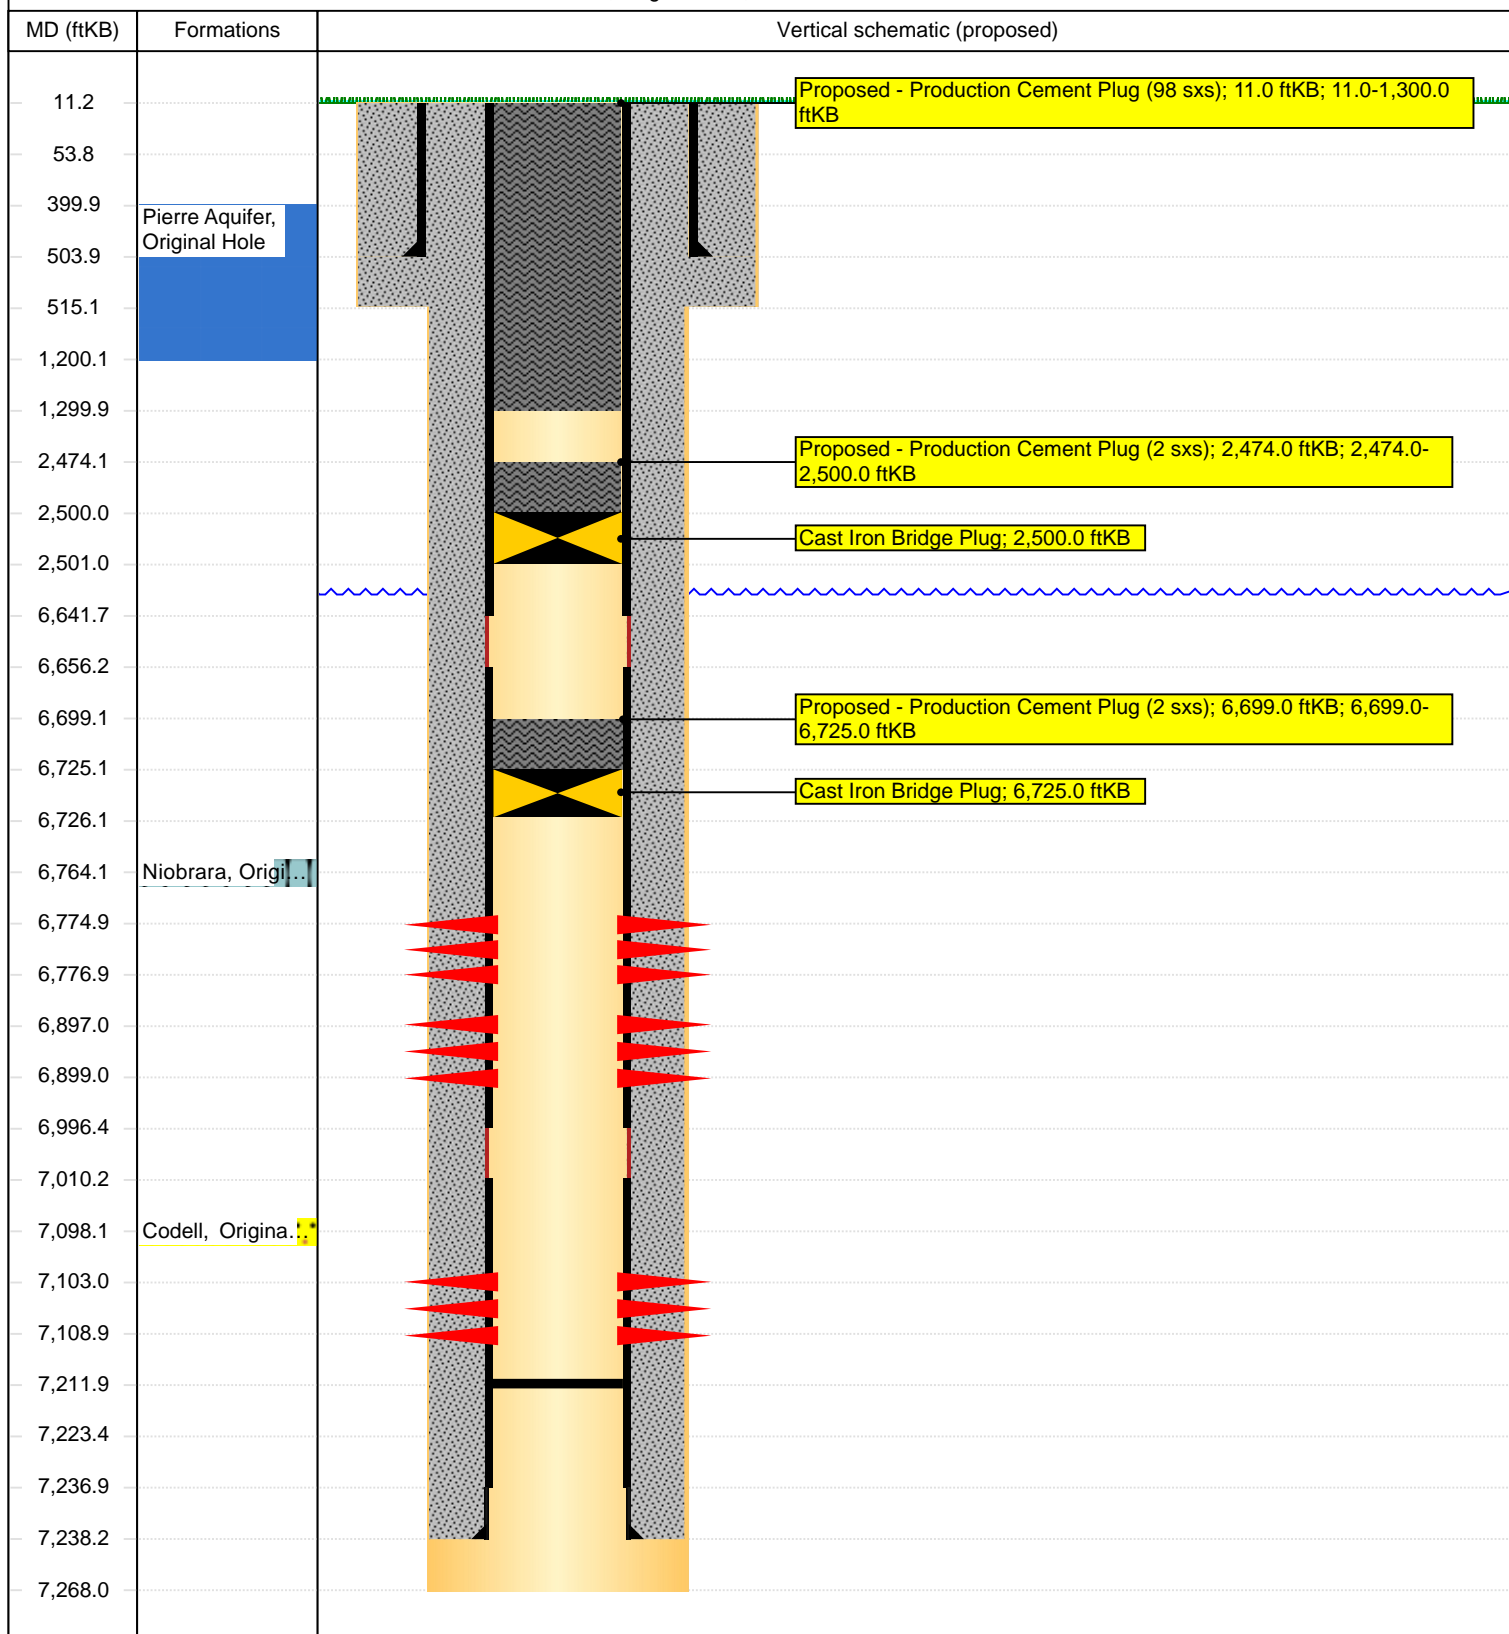 MD (ftKB)
Formations
Vertical schematic (proposed)
11.2
Proposed - Production Cement Plug (98 sxs); 11.0 ftKB; 11.0-1,300.0
ftKB
53.8
399.9
Pierre Aquifer,
Original Hole
503.9
515.1
1,200.1
1,299.9
2,474.1
Proposed - Production Cement Plug (2 sxs); 2,474.0 ftKB; 2,474.0-
2,500.0 ftKB
2,500.0
Cast Iron Bridge Plug; 2,500.0 ftKB
2,501.0
6,641.7
6,656.2
6,699.1
Proposed - Production Cement Plug (2 sxs); 6,699.0 ftKB; 6,699.0-
6,725.0 ftKB
6,725.1
Cast Iron Bridge Plug; 6,725.0 ftKB
6,726.1
6,764.1
Niobrara, Origi...
6,774.9
6,776.9
6,897.0
6,899.0
6,996.4
7,010.2
7,098.1
Codell, Origina...
7,103.0
7,108.9
7,211.9
7,223.4
7,236.9
7,238.2
7,268.0